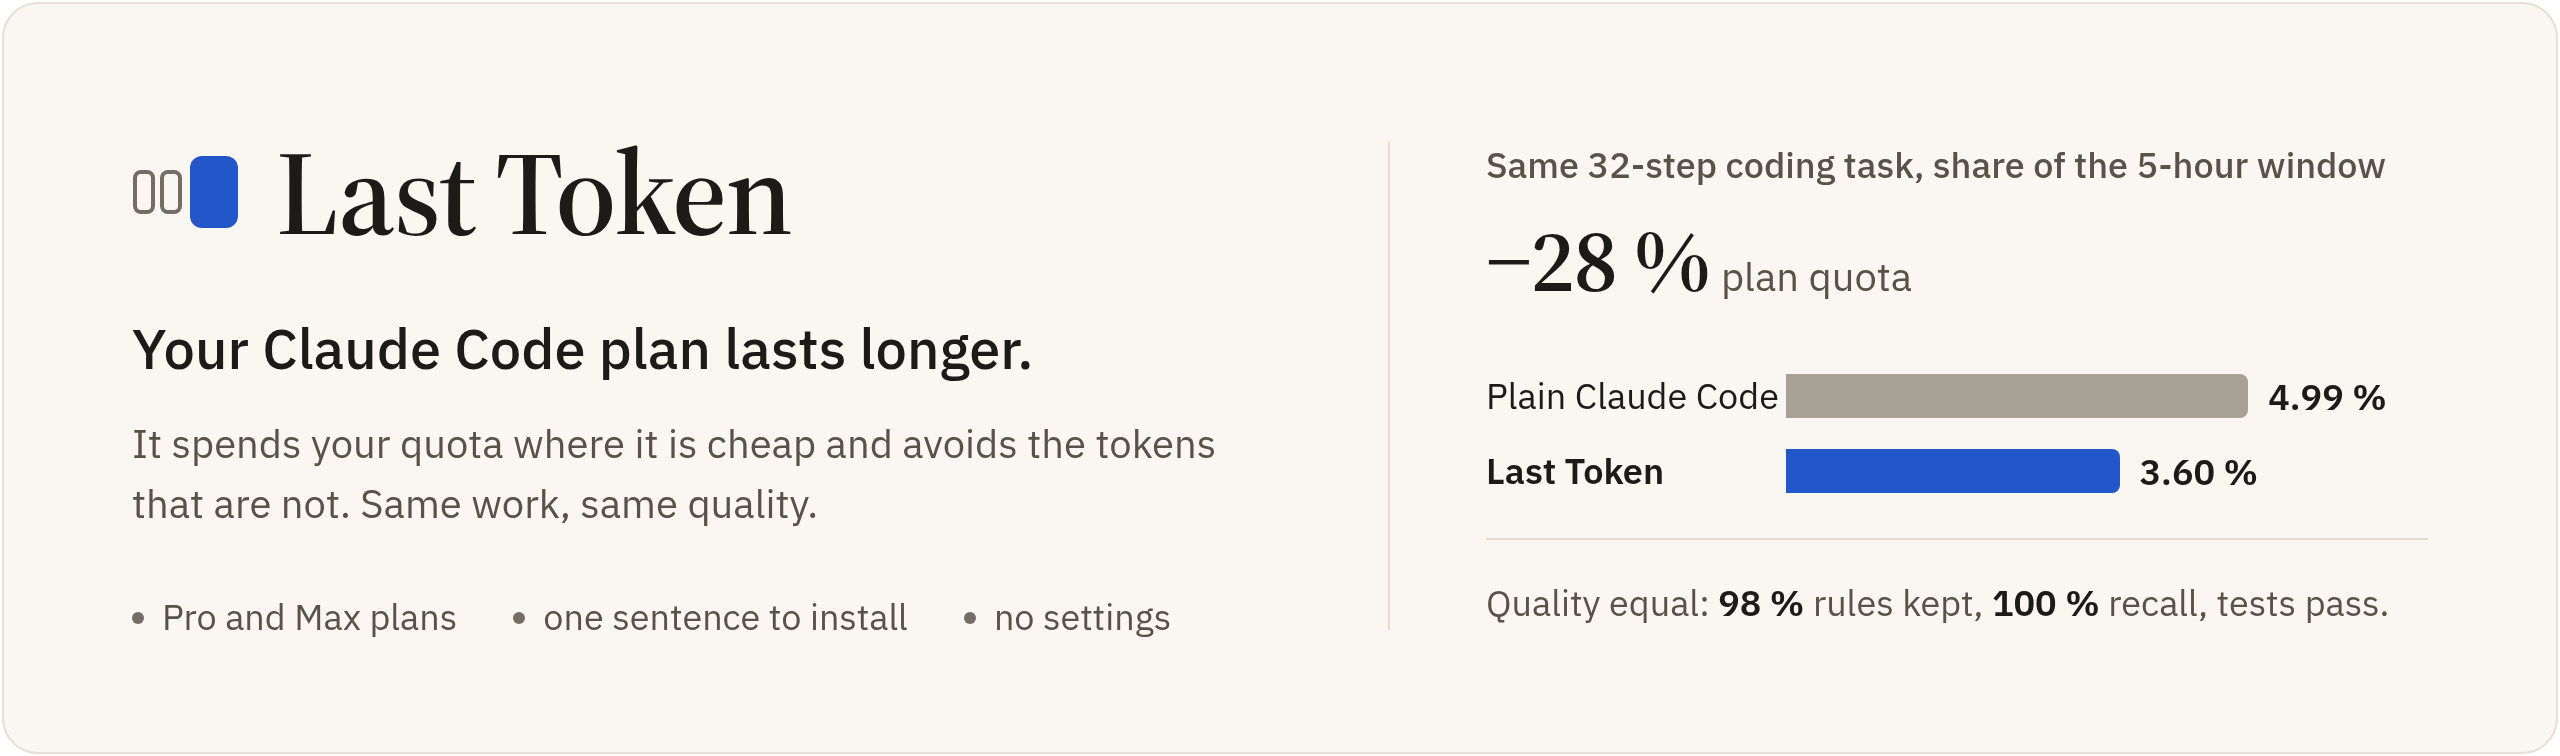 Last Token
Your Claude Code plan lasts longer.
It spends your quota where it is cheap and avoids the tokens
that are not. Same work, same quality.
• Pro and Max plans • one sentence to install • no settings
Same 32-step coding task, share of the 5-hour window
−28 % plan quota
Plain Claude Code 4.99 %
Last Token 3.60 %
Quality equal: 98 % rules kept, 100 % recall, tests pass.